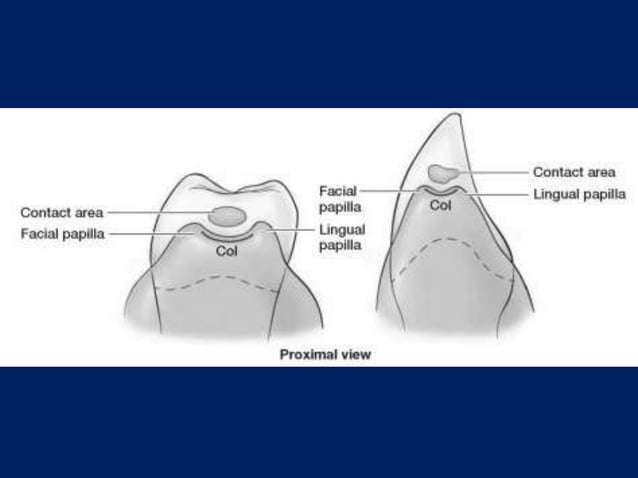 Contact area
Facial papilla
Col
Lingual
papilla
Facial
papilla
Col
Contact area
Lingual papilla
Proximal view